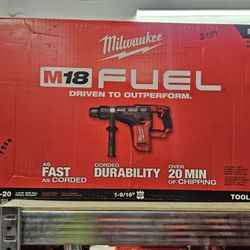 Milwaukee
M18 FUEL
DRIVEN TO OUTPERFORM.
AS FAST AS CORDED
CORDED DURABILITY
OVER 20 MIN OF CHIPPING
-20
1-9/16"
TOOL